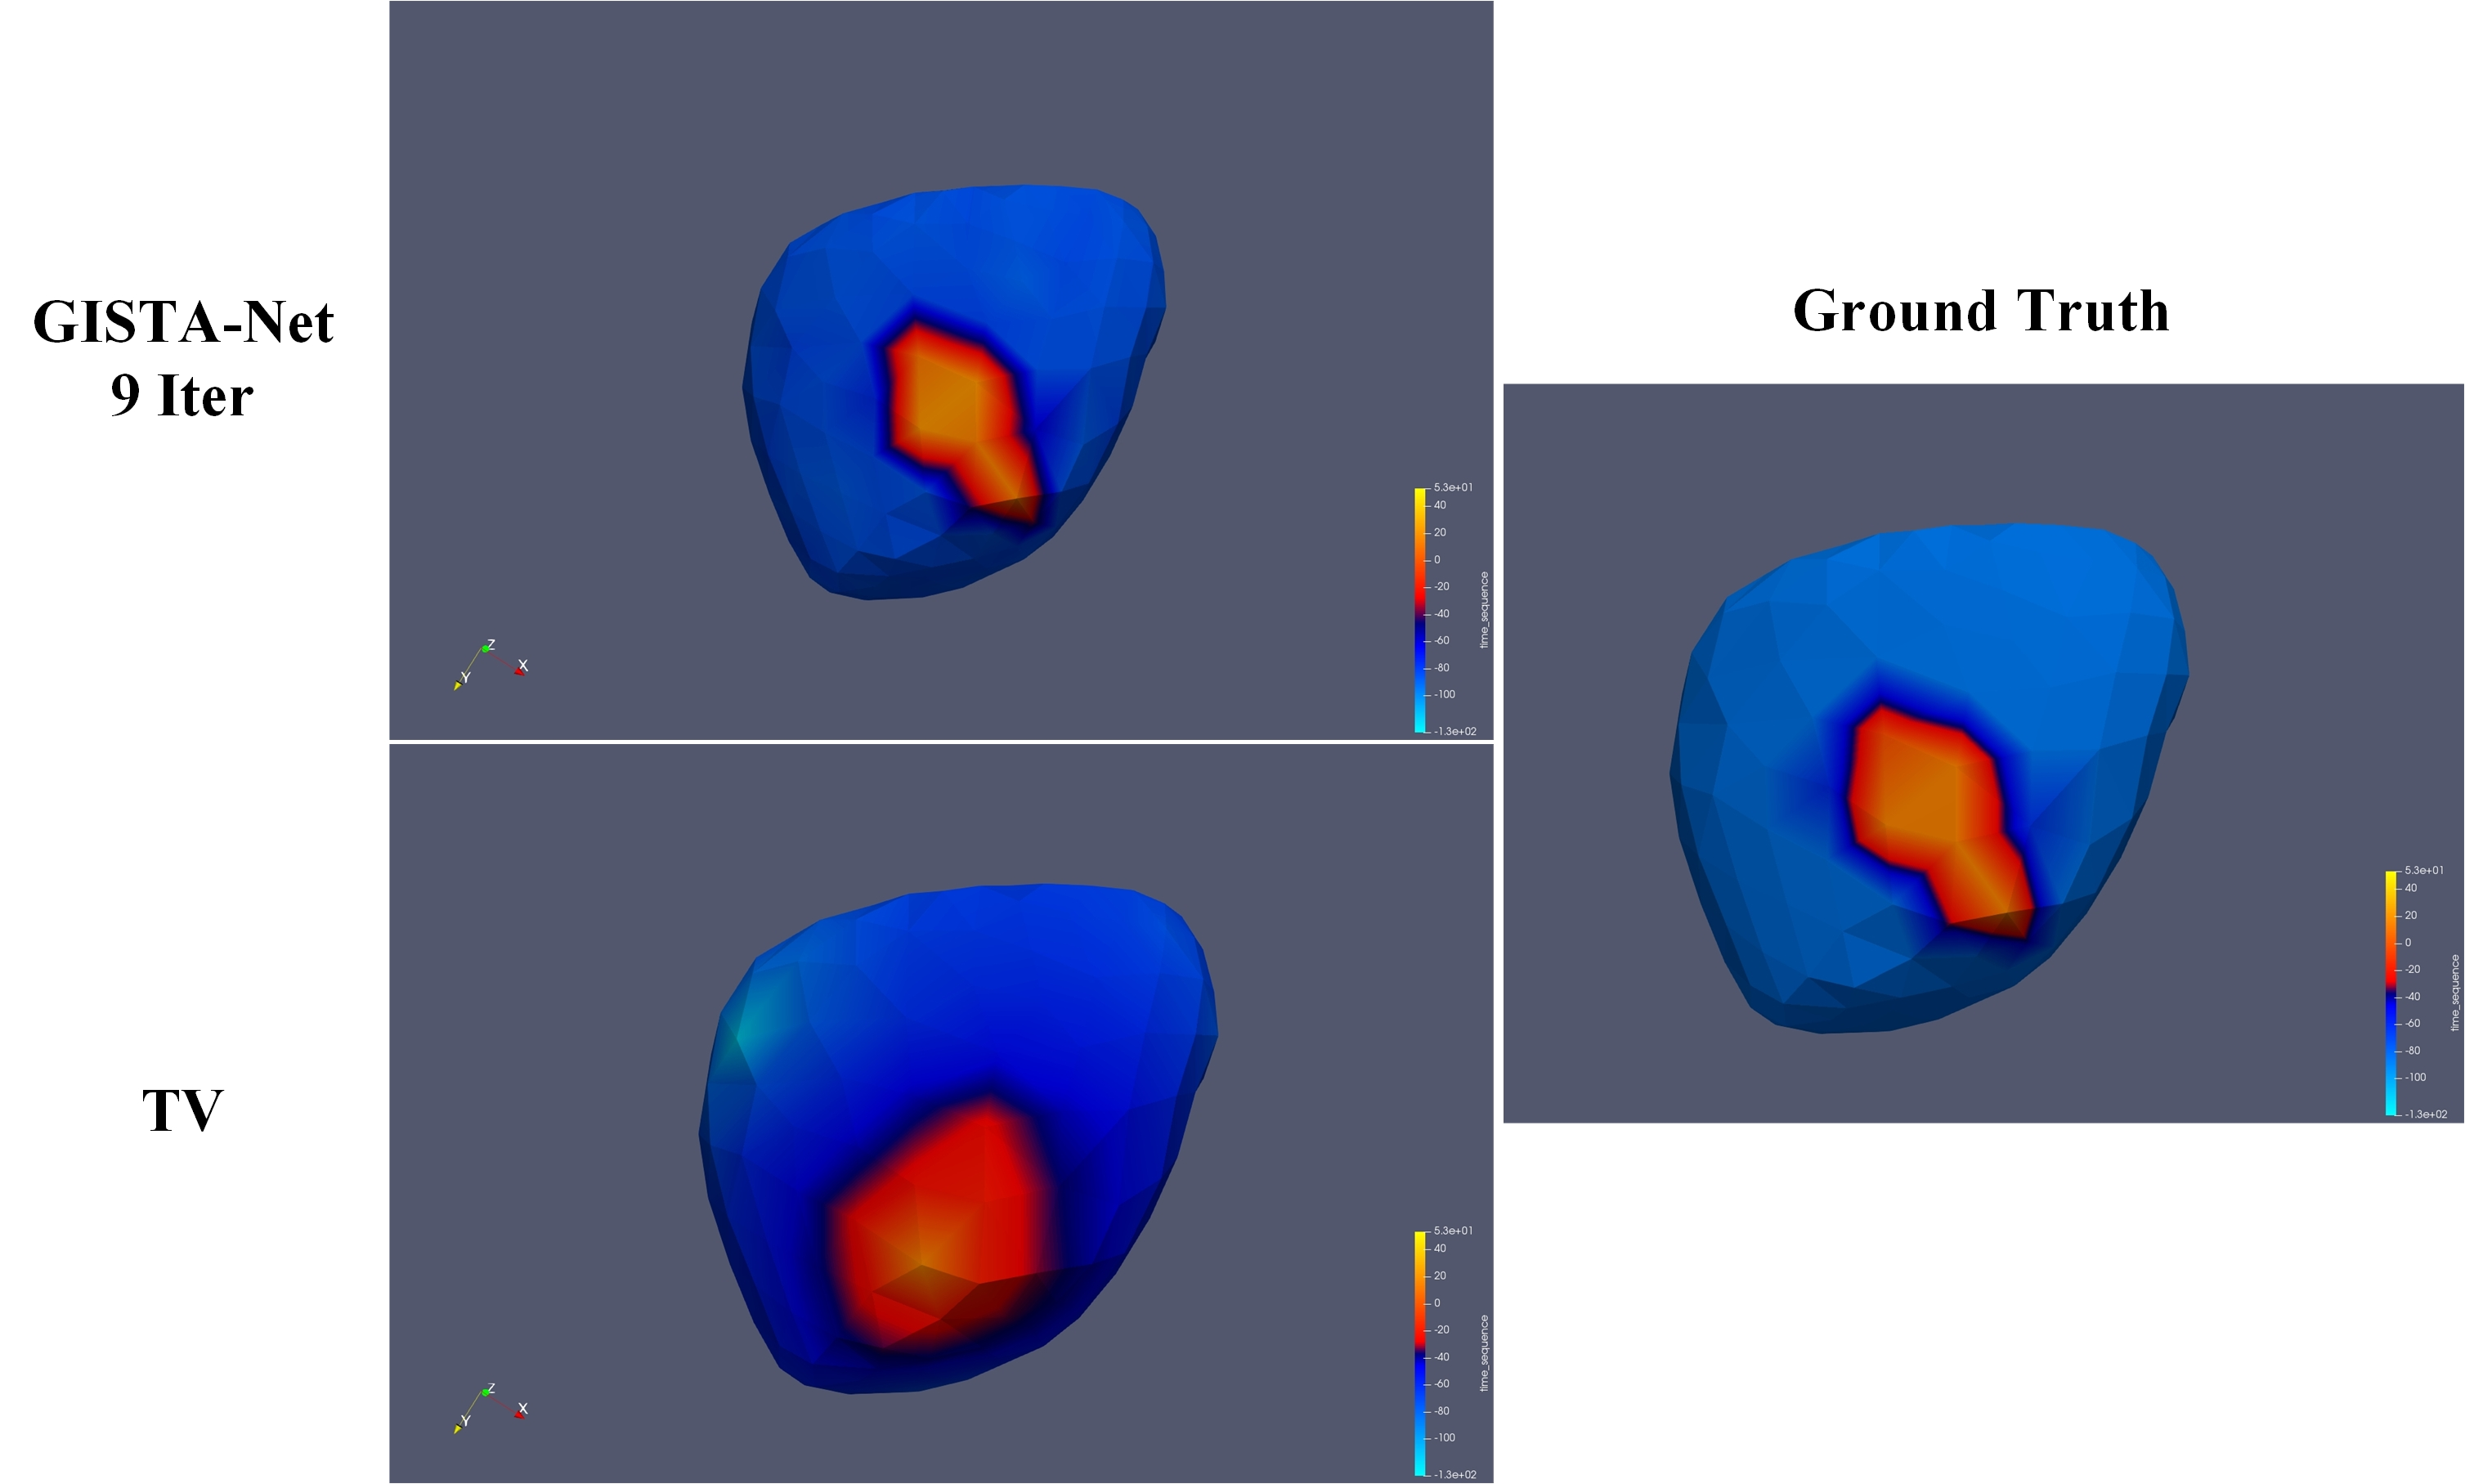 GISTA-Net
9 Iter
5.3e+01
40
20
0
-20
-40
-60
-80
-100
-1.3e+02
time_sequence
Z
X
Y
Ground Truth
5.3e+01
40
20
0
-20
-40
-60
-80
-100
-1.3e+02
time_sequence
TV
5.3e+01
40
20
0
-20
-40
-60
-80
-100
-1.3e+02
time_sequence
Z
X
Y